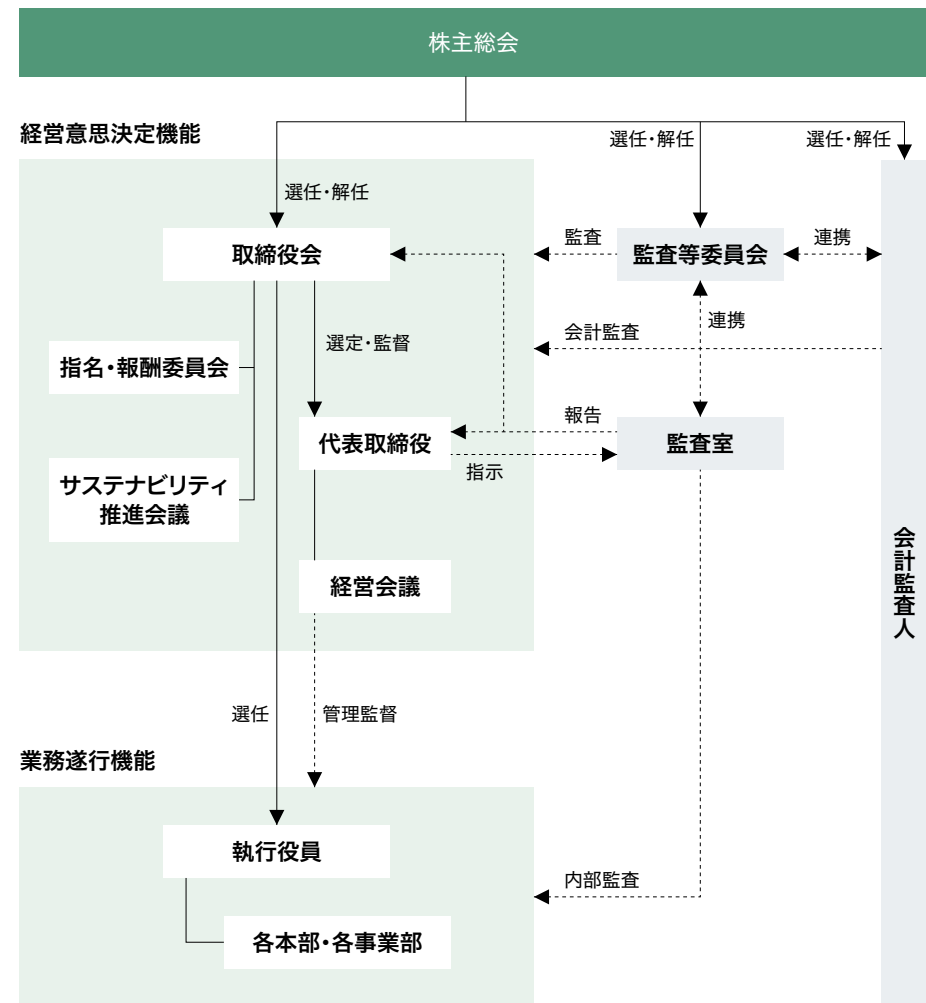 株主総会
経営意思決定機能
選任・解任
選任・解任
選任・解任
取締役会
監査
監査等委員会
連携
連携
会計監査
選定・監督
指名・報酬委員会
報告
代表取締役
監査室
指示
サステナビリティ
推進会議
会計監査人
経営会議
選任
管理監督
業務遂行機能
執行役員
内部監査
各本部・各事業部